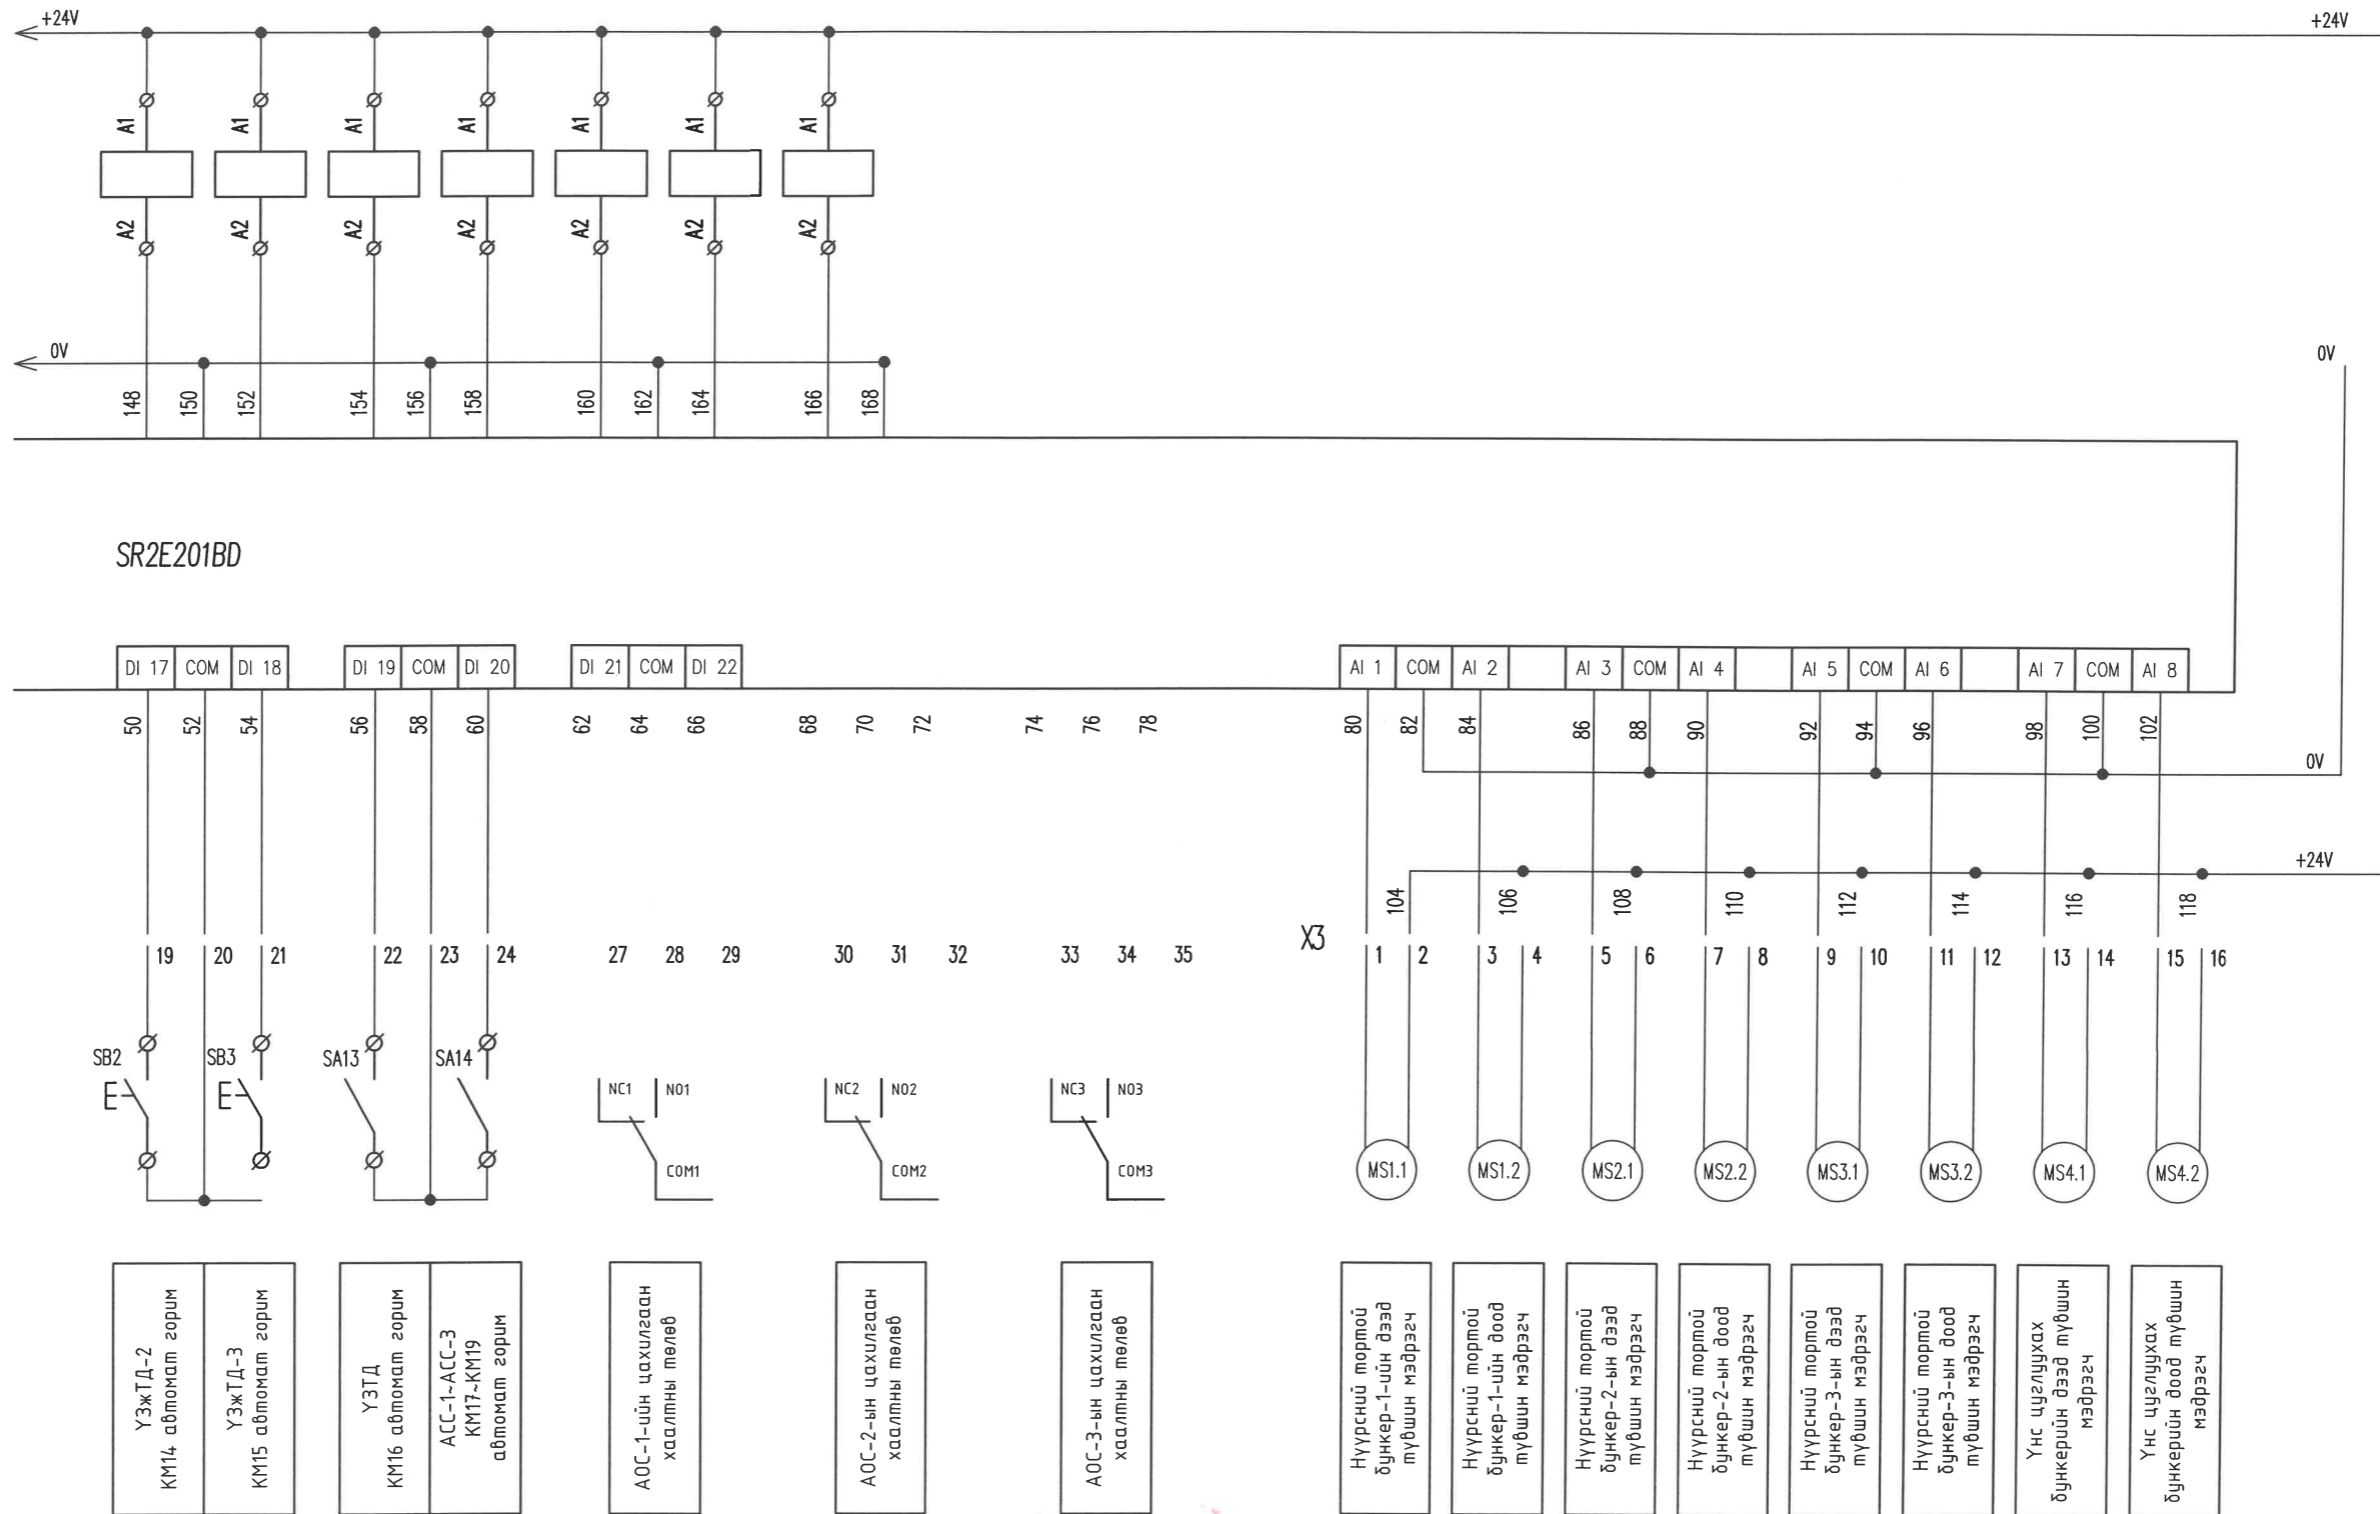 +24V +24V
A1 A1 A1 A1 A1 A1 A1
A2 A2 A2 A2 A2 A2 A2
0V 0V
148 150 152 154 156 158 160 162 164 166 168
SR2E201BD
DI 17 COM DI 18 DI 19 COM DI 20 DI 21 COM DI 22 AI 1 COM AI 2 AI 3 COM AI 4 AI 5 COM AI 6 AI 7 COM AI 8
50 52 54 56 58 60 62 64 66 68 70 72 74 76 78 80 82 84 86 88 90 92 94 96 98 100 102
0V
+24V
104 106 108 110 112 114 116 118
X3
19 20 21 22 23 24 27 28 29 30 31 32 33 34 35 1 2 3 4 5 6 7 8 9 10 11 12 13 14 15 16
SB2 SB3 SA13 SA14
NC1 NO1 NC2 NO2 NC3 NO3
COM1 COM2 COM3
MS1.1 MS1.2 MS2.1 MS2.2 MS3.1 MS3.2 MS4.1 MS4.2
ҮЗжТД-2
КМ14 автомат горим
ҮЗжТД-3
КМ15 автомат горим
ҮЗТД
КМ16 автомат горим
АСС-1~АСС-3
КМ17~КМ19
автомат горим
АОС-1-ийн цахилгаан
хаалтны төлөв
АОС-2-ын цахилгаан
хаалтны төлөв
АОС-3-ын цахилгаан
хаалтны төлөв
Нүүрсний тортой
бункер-1-ийн дээд
түвшин мэдрэгч
Нүүрсний тортой
бункер-1-ийн доод
түвшин мэдрэгч
Нүүрсний тортой
бункер-2-ын дээд
түвшин мэдрэгч
Нүүрсний тортой
бункер-2-ын доод
түвшин мэдрэгч
Нүүрсний тортой
бункер-3-ын дээд
түвшин мэдрэгч
Нүүрсний тортой
бункер-3-ын доод
түвшин мэдрэгч
Үнс цуглуухах
бункерийн дээд түвшин
мэдрэгч
Үнс цуглуухах
бункерийн доод түвшин
мэдрэгч